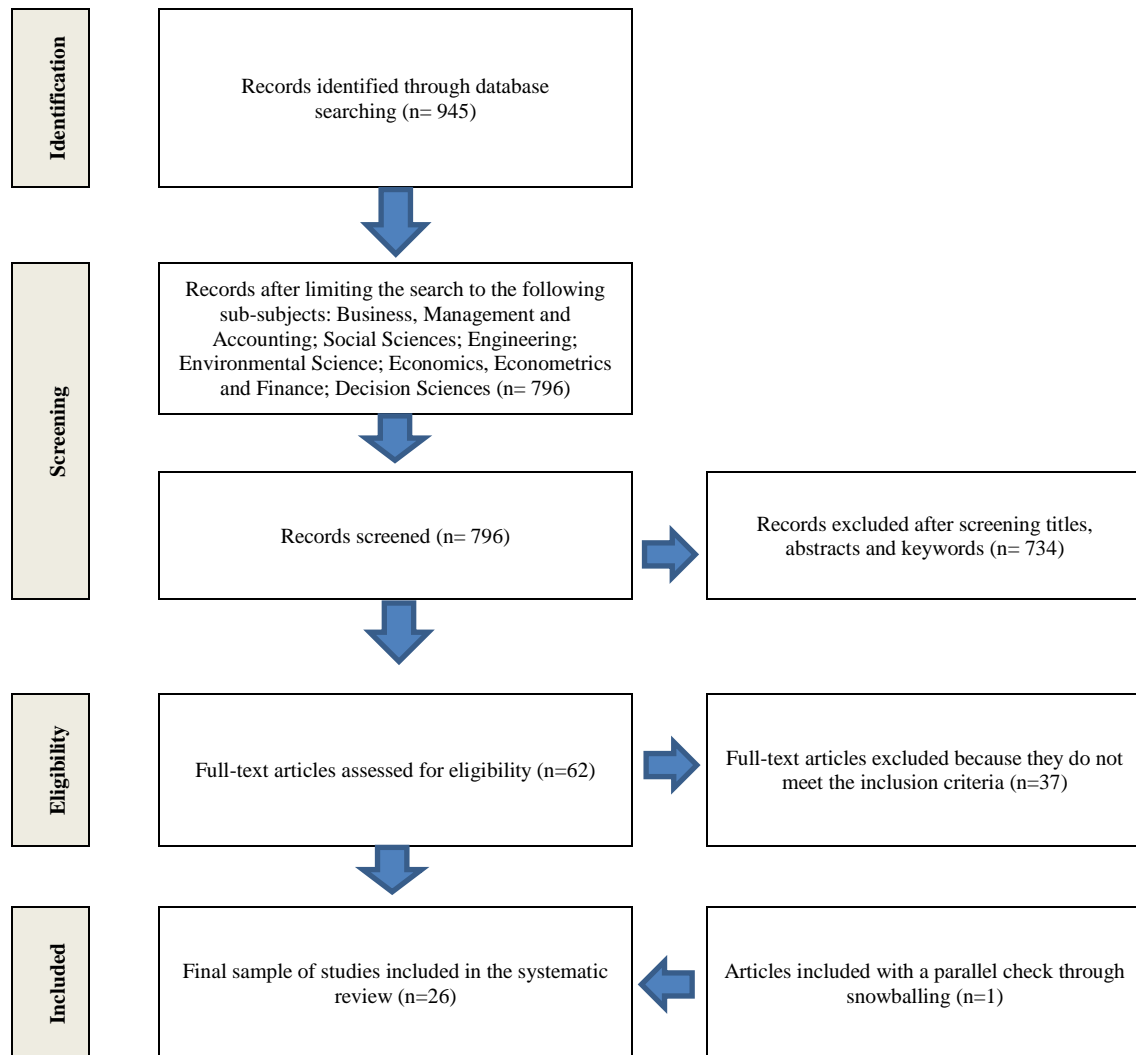 Identification
Records identified through database
searching (n= 945)
Screening
Records after limiting the search to the following
sub-subjects: Business, Management and
Accounting; Social Sciences; Engineering;
Environmental Science; Economics, Econometrics
and Finance; Decision Sciences (n= 796)
Records screened (n= 796)
Records excluded after screening titles,
abstracts and keywords (n= 734)
Eligibility
Full-text articles assessed for eligibility (n=62)
Full-text articles excluded because they do not
meet the inclusion criteria (n=37)
Included
Final sample of studies included in the systematic
review (n=26)
Articles included with a parallel check through
snowballing (n=1)